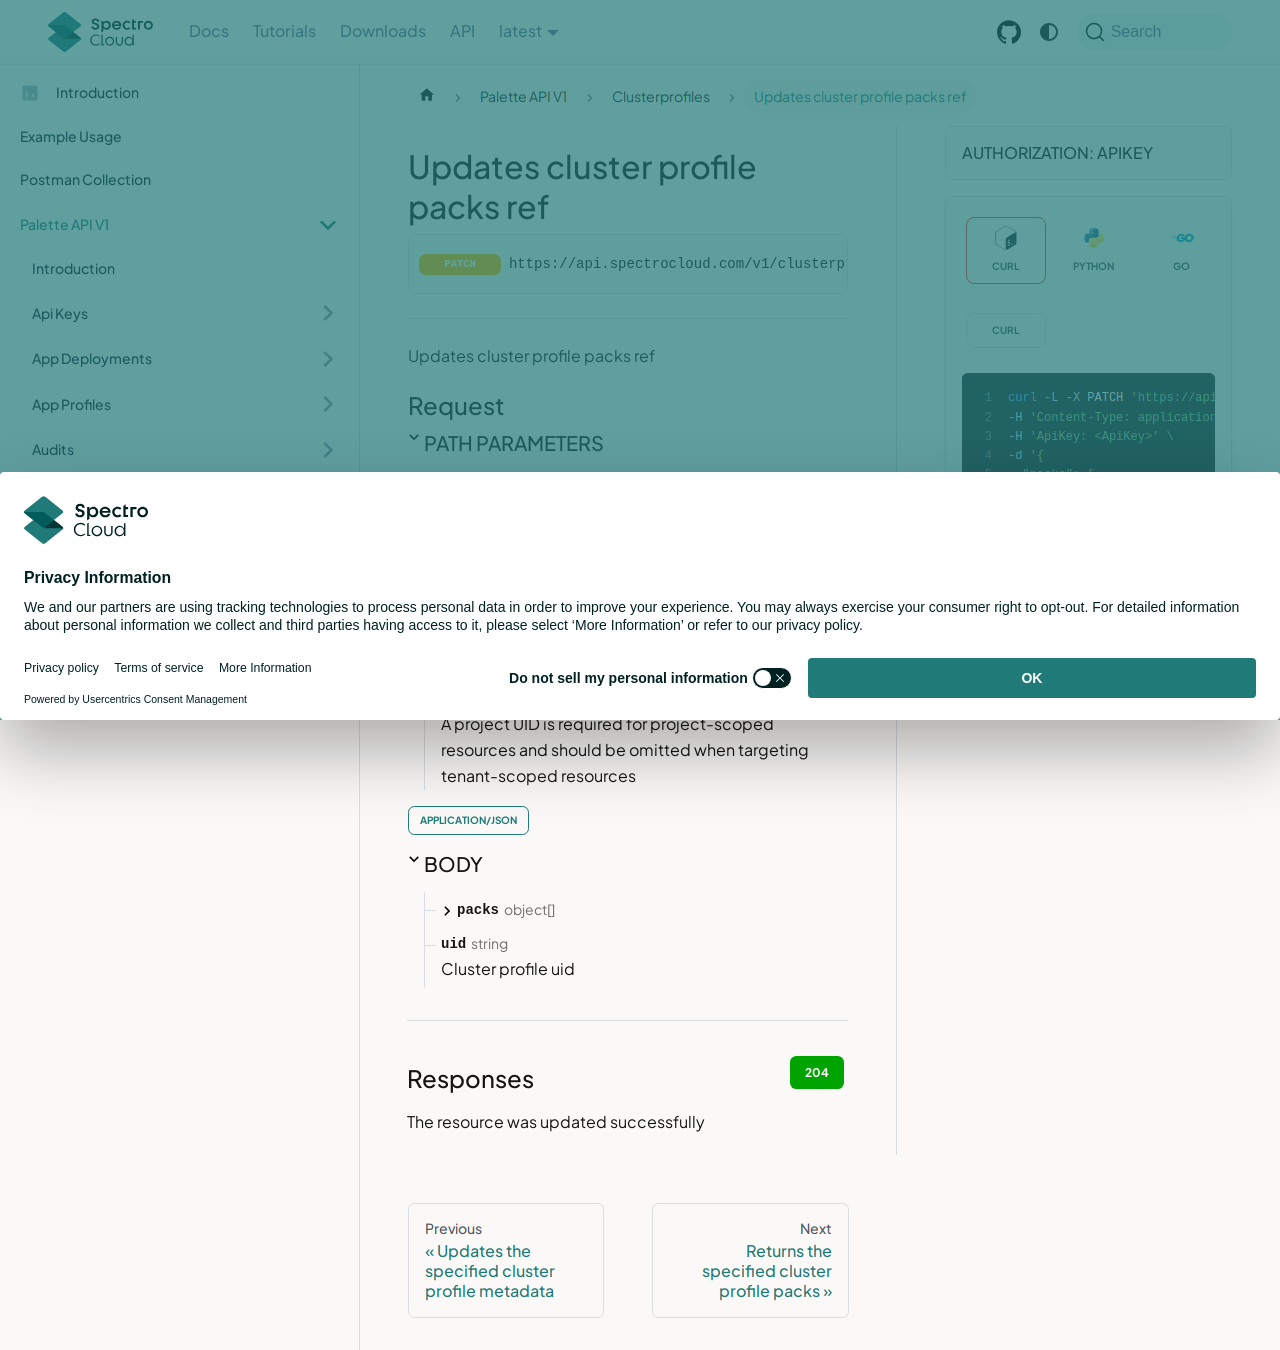 Spectro Cloud
Docs
Tutorials
Downloads
API
latest
Search
Introduction
Example Usage
Postman Collection
Palette API V1
Introduction
Api Keys
App Deployments
App Profiles
Audits
Palette API V1
Clusterprofiles
Updates cluster profile packs ref
Updates cluster profile
packs ref
PATCH https://api.spectrocloud.com/v1/clusterp
Updates cluster profile packs ref
Request
PATH PARAMETERS
AUTHORIZATION: APIKEY
CURL
PYTHON
GO
CURL
1 curl -L -X PATCH 'https://api
2 -H 'Content-Type: application
3 -H 'ApiKey: <ApiKey>' \
4 -d '{
Spectro
Cloud
Privacy Information
We and our partners are using tracking technologies to process personal data in order to improve your experience. You may always exercise your consumer right to opt-out. For detailed information
about personal information we collect and third parties having access to it, please select ‘More Information’ or refer to our privacy policy.
Privacy policy
Terms of service
More Information
Do not sell my personal information
OK
Powered by Usercentrics Consent Management
A project UID is required for project-scoped
resources and should be omitted when targeting
tenant-scoped resources
APPLICATION/JSON
BODY
packs object[]
uid string
Cluster profile uid
Responses
204
The resource was updated successfully
Previous
« Updates the
specified cluster
profile metadata
Next
Returns the
specified cluster
profile packs »